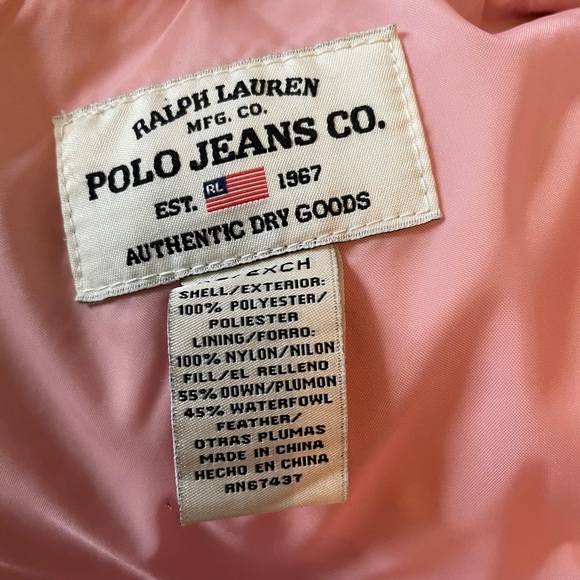 RALPH LAUREN
MFG. CO.
POLO JEANS CO.
EST. RL 1967
AUTHENTIC DRY GOODS
SHELL/EXTERIOR:
100% POLYESTER/
POLIESTER
LINING/FORRO:
100% NYLON/NILON
FILL/EL RELLENO
55% DOWN/PLUMON
45% WATERFOWL
FEATHER/
OTRAS PLUMAS
MADE IN CHINA
HECHO EN CHINA
RN67437